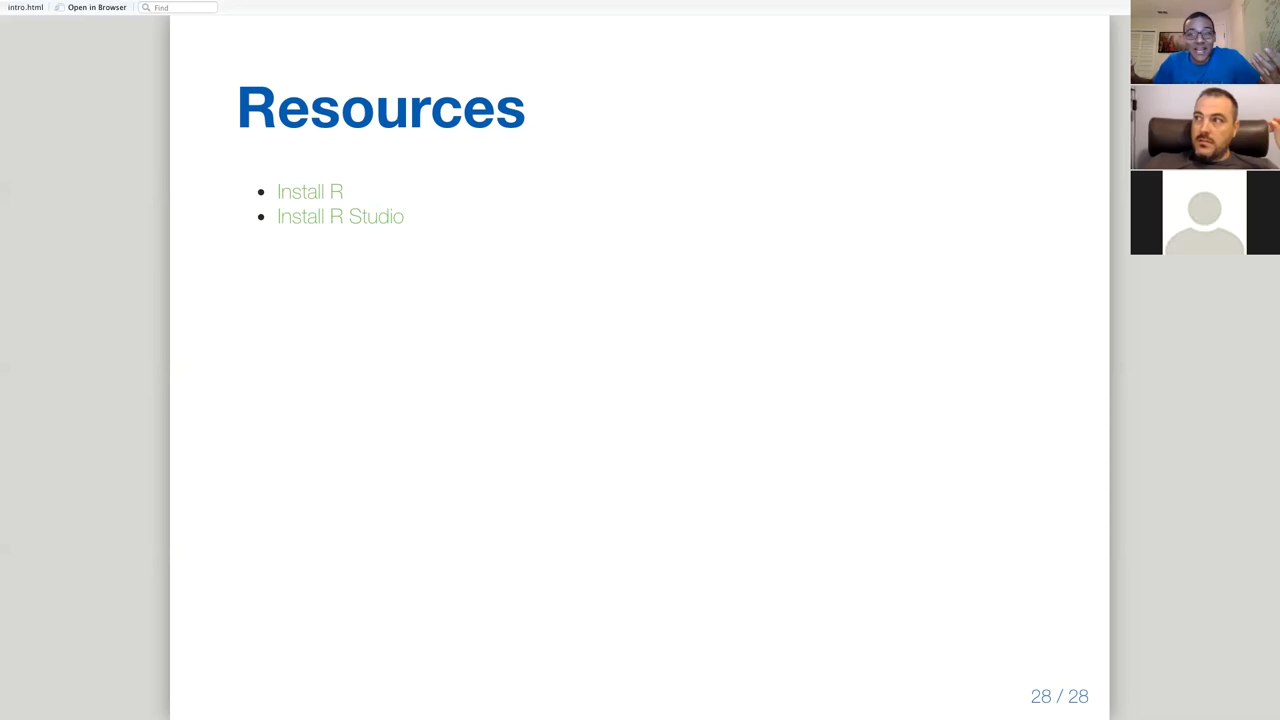 intro.html Open in Browser Find
Resources
Install R
Install R Studio
28 / 28